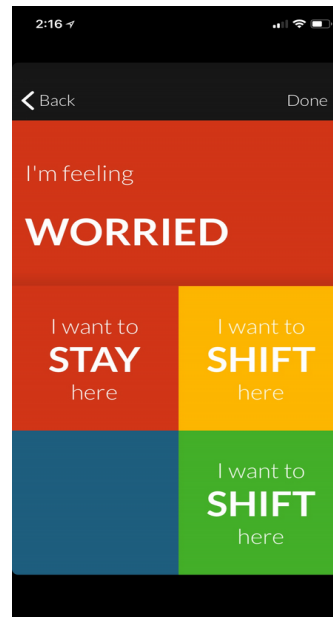 2:16
Back
Done
I'm feeling
WORRIED
I want to
STAY
here
I want to
SHIFT
here
I want to
SHIFT
here